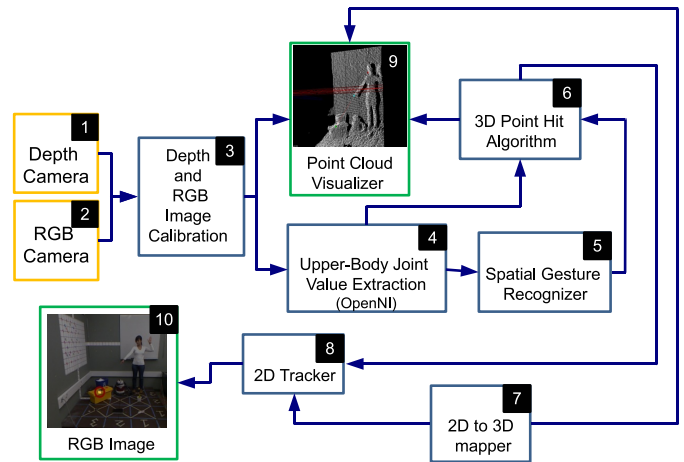 1
Depth
Camera
2
RGB
Camera
3
Depth
and
RGB
Image
Calibration
9
Point Cloud
Visualizer
6
3D Point Hit
Algorithm
4
Upper-Body Joint
Value Extraction
(OpenNI)
5
Spatial Gesture
Recognizer
10
RGB Image
8
2D Tracker
7
2D to 3D
mapper